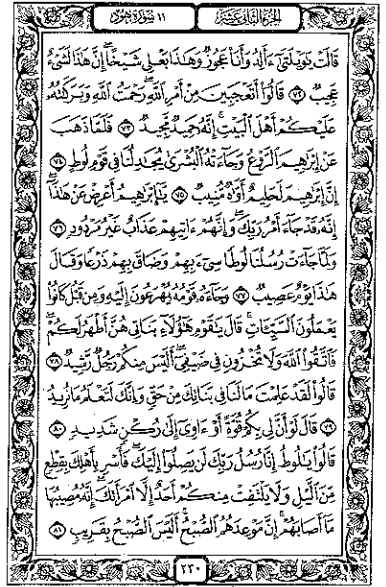 الجزء الثاني عشر
١١ سورة هود
قَالَتْ يَٰوَيْلَتَىٰٓ ءَأَلِدُ وَأَنَا۠ عَجُوزٌ وَهَٰذَا بَعْلِى شَيْخًا ۖ إِنَّ هَٰذَا لَشَىْءٌ
عَجِيبٌ ٧٢ قَالُوٓا۟ أَتَعْجَبِينَ مِنْ أَمْرِ ٱللَّهِ ۖ رَحْمَتُ ٱللَّهِ وَبَرَكَٰتُهُۥ
عَلَيْكُمْ أَهْلَ ٱلْبَيْتِ ۚ إِنَّهُۥ حَمِيدٌ مَّجِيدٌ ٧٣ فَلَمَّا ذَهَبَ
عَنْ إِبْرَٰهِيمَ ٱلرَّوْعُ وَجَآءَتْهُ ٱلْبُشْرَىٰ يُجَٰدِلُنَا فِى قَوْمِ لُوطٍ ٧٤
إِنَّ إِبْرَٰهِيمَ لَحَلِيمٌ أَوَّٰهٌ مُّنِيبٌ ٧٥ يَٰٓإِبْرَٰهِيمُ أَعْرِضْ عَنْ هَٰذَآ ۖ
إِنَّهُۥ قَدْ جَآءَ أَمْرُ رَبِّكَ ۖ وَإِنَّهُمْ ءَاتِيهِمْ عَذَابٌ غَيْرُ مَرْدُودٍ ٧٦
وَلَمَّا جَآءَتْ رُسُلُنَا لُوطًا سِىٓءَ بِهِمْ وَضَاقَ بِهِمْ ذَرْعًا وَقَالَ
هَٰذَا يَوْمٌ عَصِيبٌ ٧٧ وَجَآءَهُۥ قَوْمُهُۥ يُهْرَعُونَ إِلَيْهِ وَمِن قَبْلُ كَانُوا۟
يَعْمَلُونَ ٱلسَّيِّـَٔاتِ ۚ قَالَ يَٰقَوْمِ هَٰٓؤُلَآءِ بَنَاتِى هُنَّ أَطْهَرُ لَكُمْ ۖ
فَٱتَّقُوا۟ ٱللَّهَ وَلَا تُخْزُونِ فِى ضَيْفِىٓ ۖ أَلَيْسَ مِنكُمْ رَجُلٌ رَّشِيدٌ ٧٨
قَالُوا۟ لَقَدْ عَلِمْتَ مَا لَنَا فِى بَنَاتِكَ مِنْ حَقٍّ وَإِنَّكَ لَتَعْلَمُ مَا نُرِيدُ
٧٩ قَالَ لَوْ أَنَّ لِى بِكُمْ قُوَّةً أَوْ ءَاوِىٓ إِلَىٰ رُكْنٍ شَدِيدٍ ٨٠
قَالُوا۟ يَٰلُوطُ إِنَّا رُسُلُ رَبِّكَ لَن يَصِلُوٓا۟ إِلَيْكَ ۖ فَأَسْرِ بِأَهْلِكَ بِقِطْعٍ
مِّنَ ٱلَّيْلِ وَلَا يَلْتَفِتْ مِنكُمْ أَحَدٌ إِلَّا ٱمْرَأَتَكَ ۖ إِنَّهُۥ مُصِيبُهَا
مَآ أَصَابَهُمْ ۚ إِنَّ مَوْعِدَهُمُ ٱلصُّبْحُ ۚ أَلَيْسَ ٱلصُّبْحُ بِقَرِيبٍ ٨١
٢٣٠